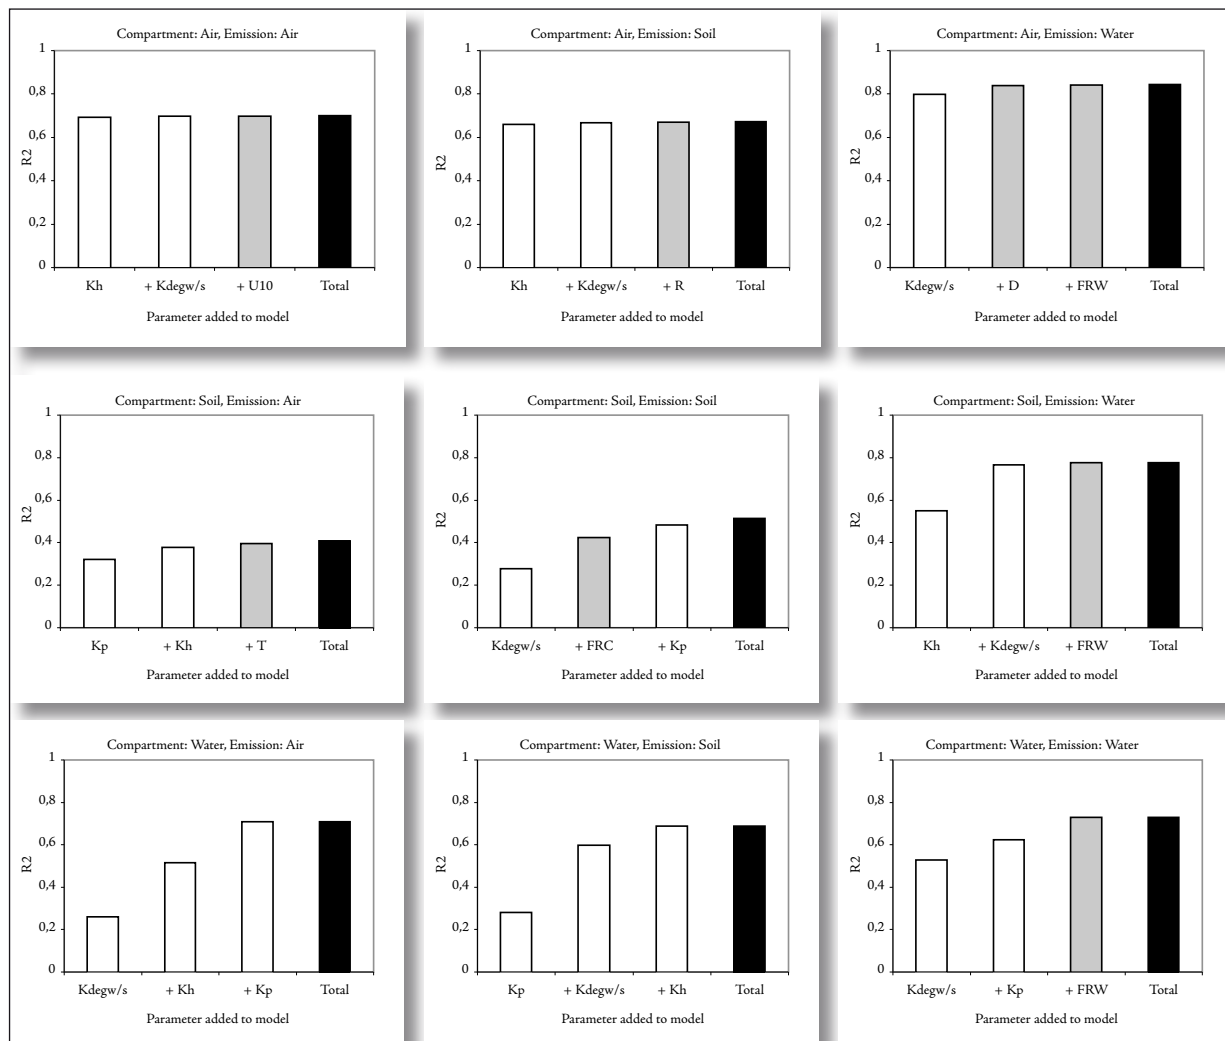 Compartment: Air, Emission: Air
1
0,8
0,6
0,4
0,2
0
R2
Kh + Kdegw/s + U10 Total
Parameter added to model
Compartment: Air, Emission: Soil
1
0,8
0,6
0,4
0,2
0
R2
Kh + Kdegw/s + R Total
Parameter added to model
Compartment: Air, Emission: Water
1
0,8
0,6
0,4
0,2
0
R2
Kdegw/s + D + FRW Total
Parameter added to model
Compartment: Soil, Emission: Air
1
0,8
0,6
0,4
0,2
0
R2
Kp + Kh + T Total
Parameter added to model
Compartment: Soil, Emission: Soil
1
0,8
0,6
0,4
0,2
0
R2
Kdegw/s + FRC + Kp Total
Parameter added to model
Compartment: Soil, Emission: Water
1
0,8
0,6
0,4
0,2
0
R2
Kh + Kdegw/s + FRW Total
Parameter added to model
Compartment: Water, Emission: Air
1
0,8
0,6
0,4
0,2
0
R2
Kdegw/s + Kh + Kp Total
Parameter added to model
Compartment: Water, Emission: Soil
1
0,8
0,6
0,4
0,2
0
R2
Kp + Kdegw/s + Kh Total
Parameter added to model
Compartment: Water, Emission: Water
1
0,8
0,6
0,4
0,2
0
R2
Kdegw/s + Kp + FRW Total
Parameter added to model